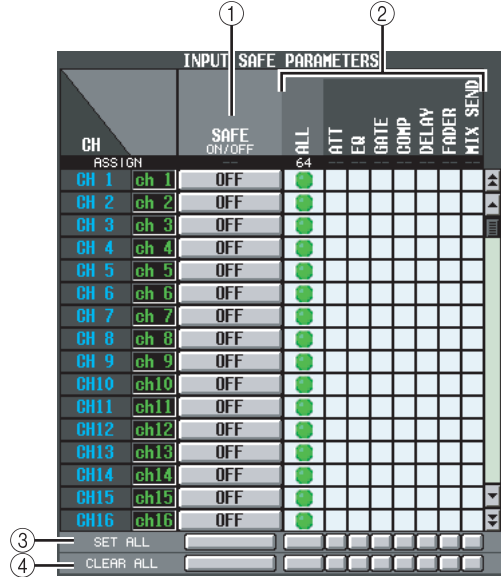 ① ②
INPUT SAFE PARAMETERS
CH SAFE ON/OFF ALL ATT EQ GATE COMP DELAY FADER MIX SEND
ASSIGN -- 64 -- -- -- -- -- -- --
CH 1 ch 1 OFF
CH 2 ch 2 OFF
CH 3 ch 3 OFF
CH 4 ch 4 OFF
CH 5 ch 5 OFF
CH 6 ch 6 OFF
CH 7 ch 7 OFF
CH 8 ch 8 OFF
CH 9 ch 9 OFF
CH10 ch10 OFF
CH11 ch11 OFF
CH12 ch12 OFF
CH13 ch13 OFF
CH14 ch14 OFF
CH15 ch15 OFF
CH16 ch16 OFF
③ SET ALL
④ CLEAR ALL